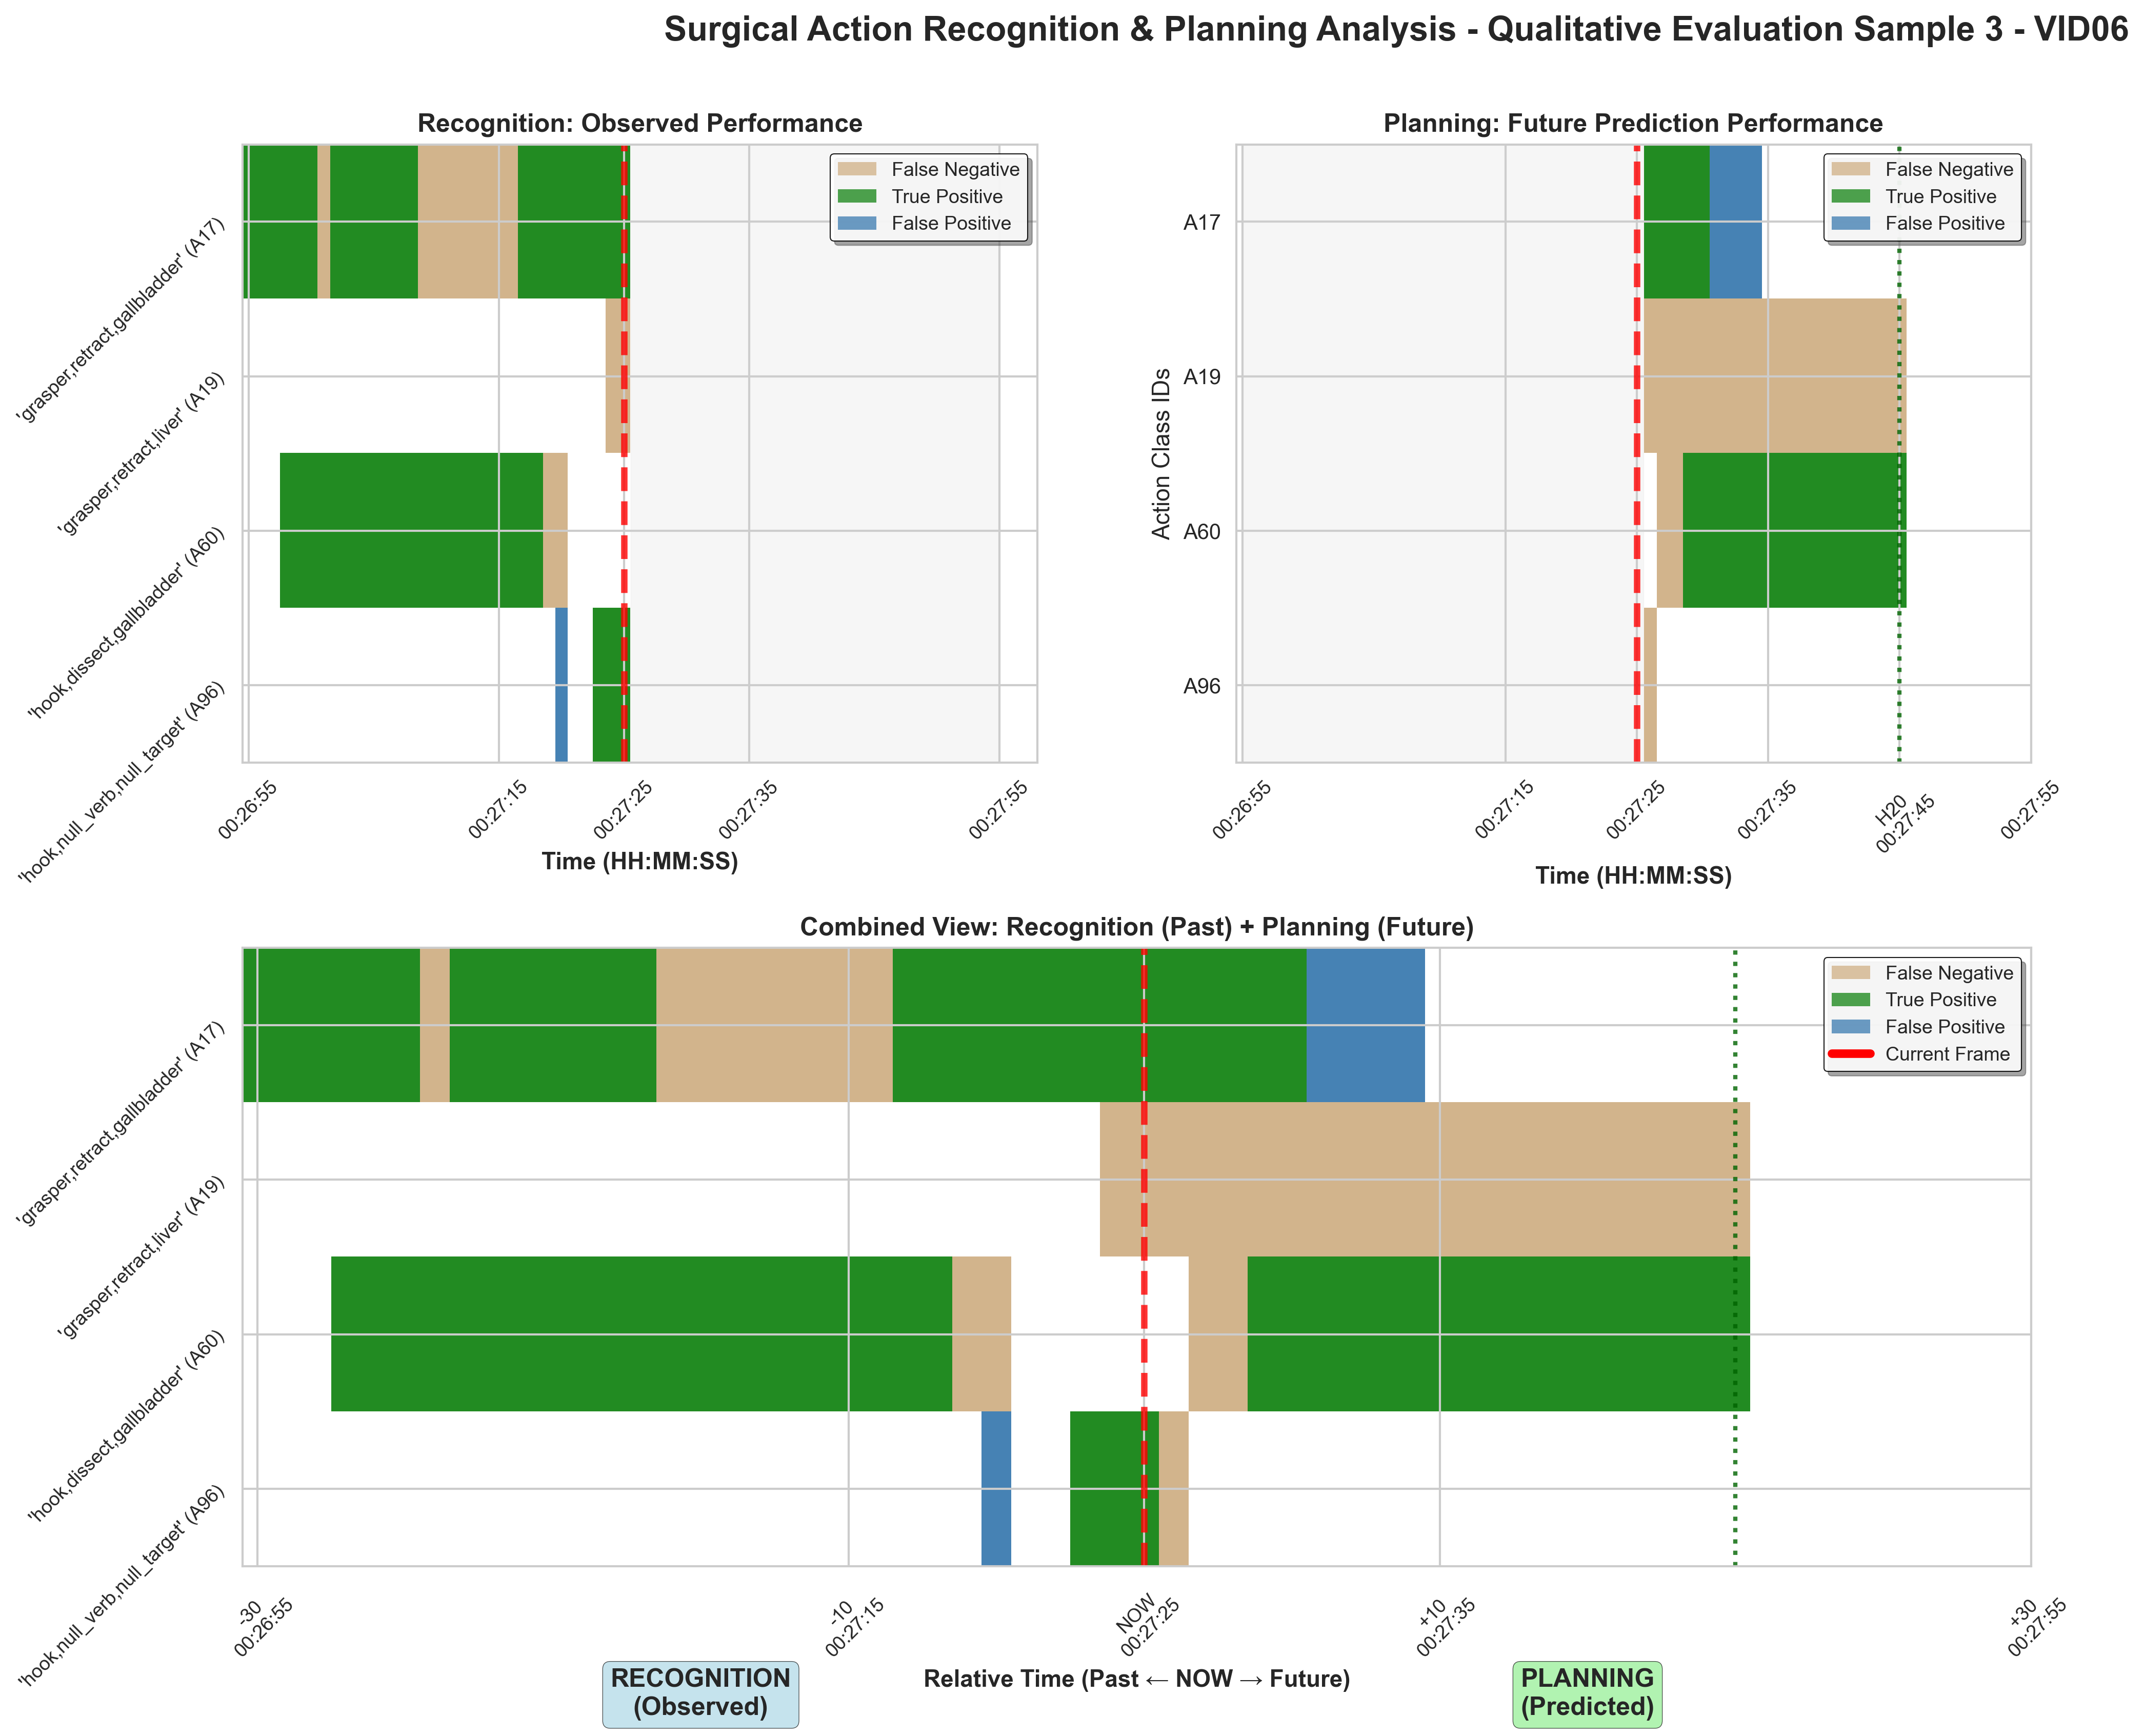 Surgical Action Recognition & Planning Analysis - Qualitative Evaluation Sample 3 - VID06
Recognition: Observed Performance
False Negative
True Positive
False Positive
'grasper,retract,gallbladder' (A17)
'grasper,retract,liver' (A19)
'hook,dissect,gallbladder' (A60)
'hook,null_verb,null_target' (A96)
00:26:55
00:27:15
00:27:25
00:27:35
00:27:55
Time (HH:MM:SS)
Planning: Future Prediction Performance
False Negative
True Positive
False Positive
Action Class IDs
A17
A19
A60
A96
00:26:55
00:27:15
00:27:25
00:27:35
H20
00:27:45
00:27:55
Time (HH:MM:SS)
Combined View: Recognition (Past) + Planning (Future)
False Negative
True Positive
False Positive
Current Frame
'grasper,retract,gallbladder' (A17)
'grasper,retract,liver' (A19)
'hook,dissect,gallbladder' (A60)
'hook,null_verb,null_target' (A96)
-30
00:26:55
-10
00:27:15
NOW
00:27:25
+10
00:27:35
+30
00:27:55
RECOGNITION
(Observed)
Relative Time (Past ← NOW → Future)
PLANNING
(Predicted)